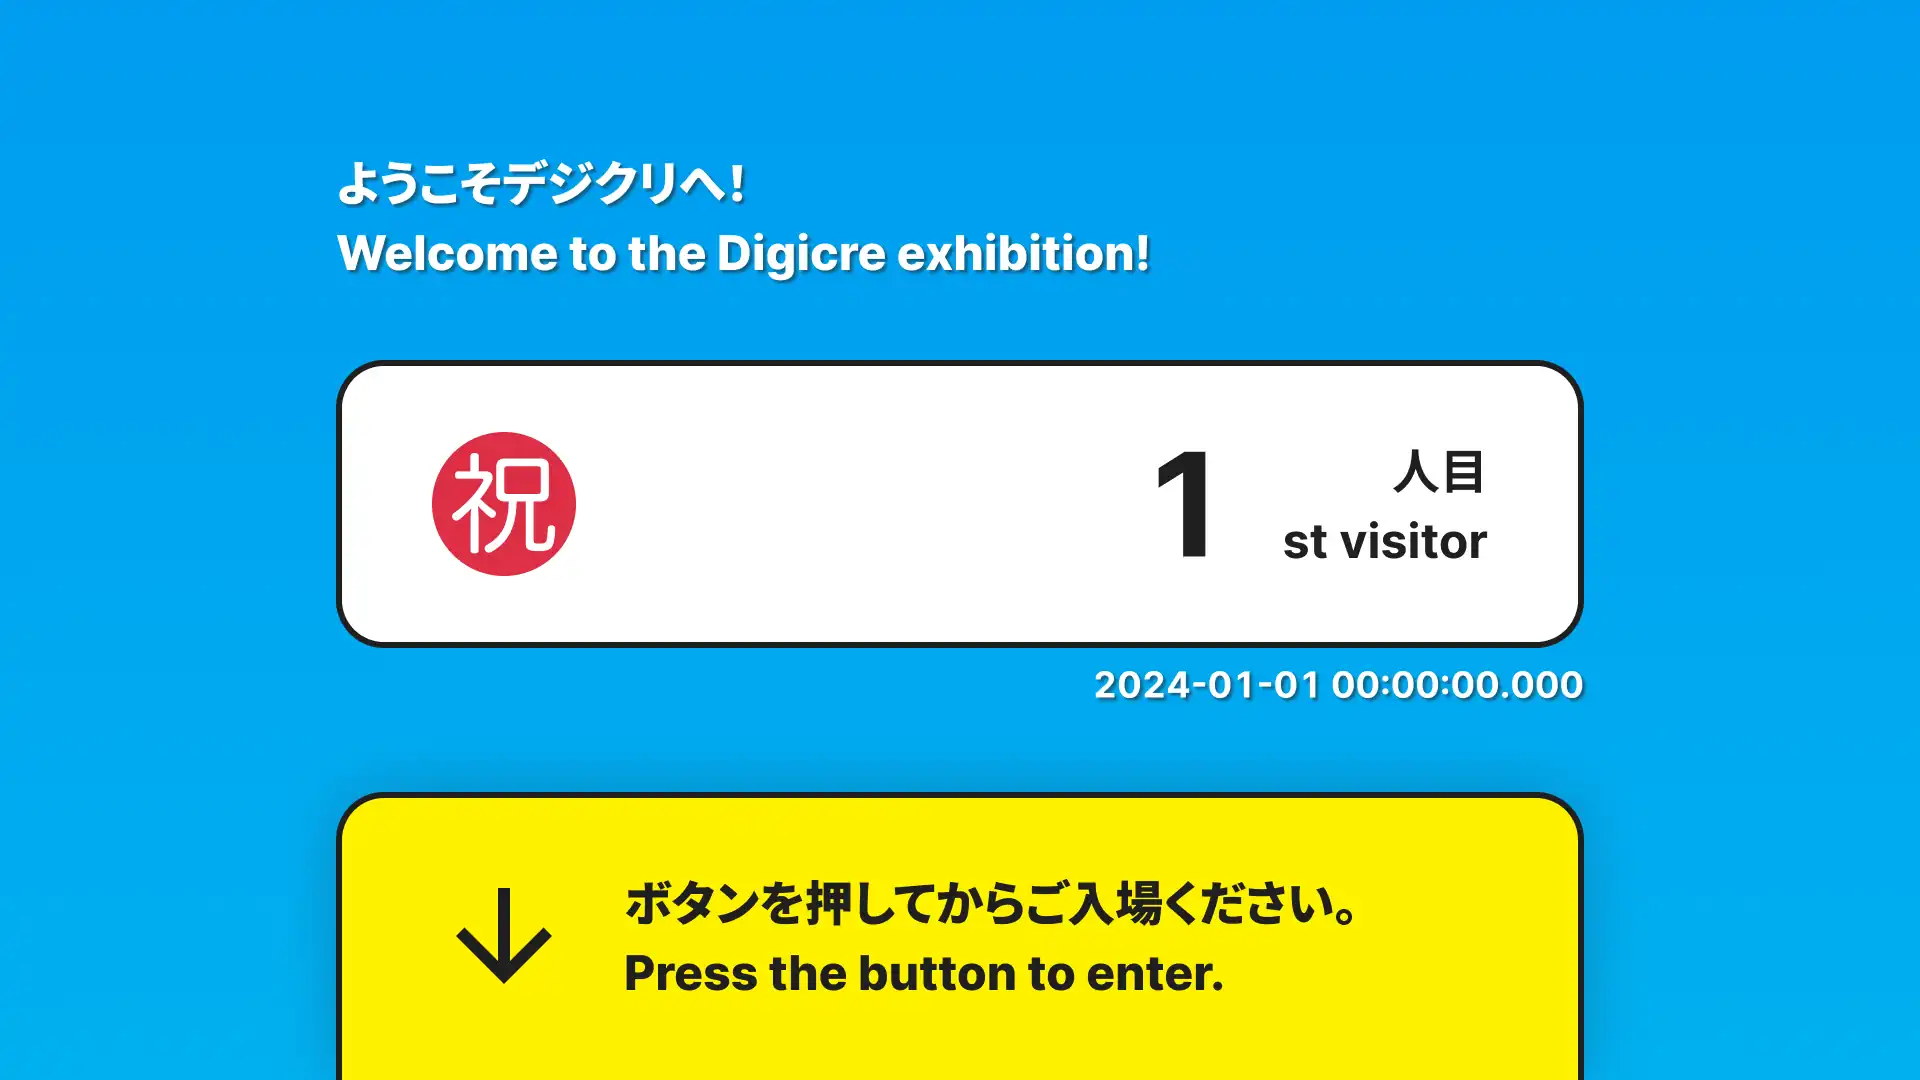 ようこそデジクリへ！
Welcome to the Digicre exhibition!
祝
1
人目
st visitor
2024-01-01 00:00:00.000
ボタンを押してからご入場ください。
Press the button to enter.